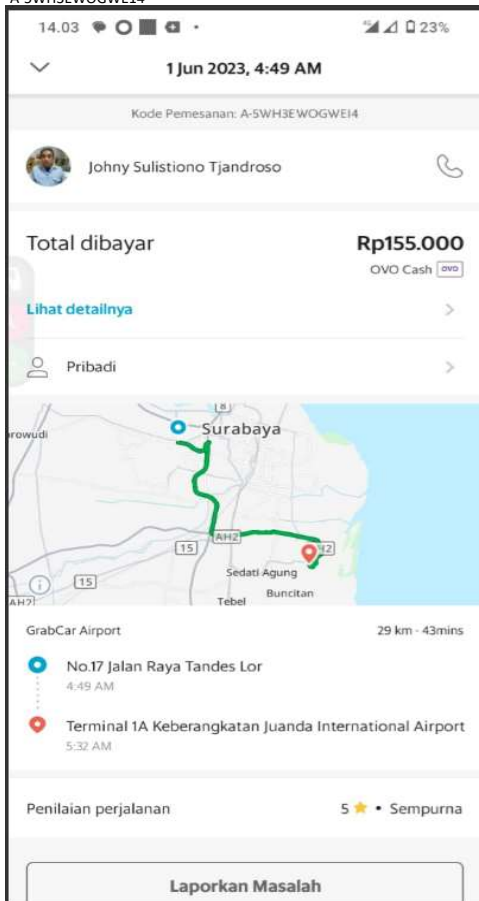 14.03
23%
1 Jun 2023, 4:49 AM
Kode Pemesanan: A-5WH3EWOGWEI4
Johny Sulistiono Tjandroso
Total dibayar
Rp155.000
OVO Cash OVO
Lihat detailnya
Pribadi
8
rowudi
Surabaya
AH2
15
H2
Sedati Agung
15
Buncitan
AH2
Tebel
GrabCar Airport
29 km · 43mins
No.17 Jalan Raya Tandes Lor
4:49 AM
Terminal 1A Keberangkatan Juanda International Airport
5:32 AM
Penilaian perjalanan
5 ★ • Sempurna
Laporkan Masalah